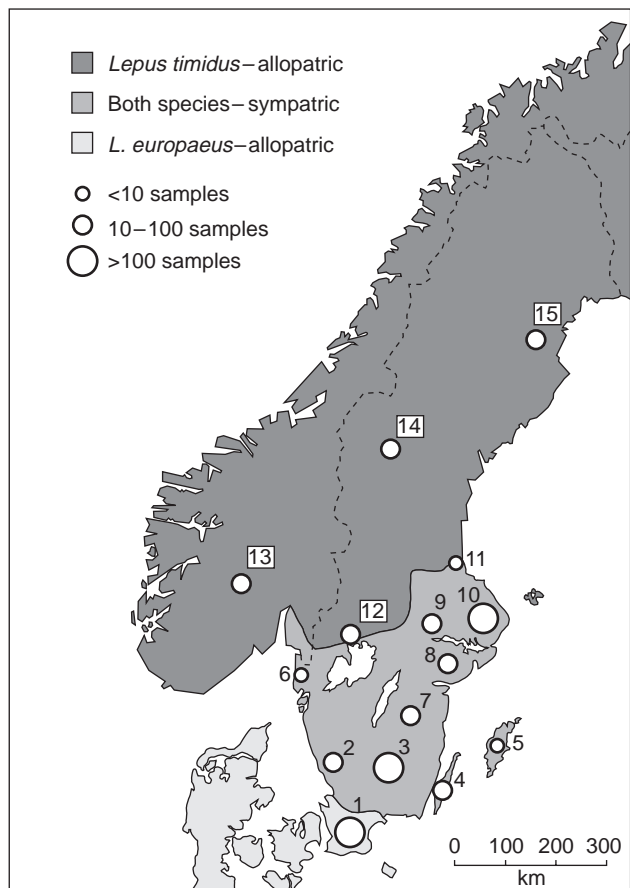 Lepus timidus–allopatric
Both species–sympatric
L. europaeus–allopatric
<10 samples
10–100 samples
>100 samples
15
14
13
11
10
9
12
8
6
7
5
2
3
4
1
0 100 200 300
km